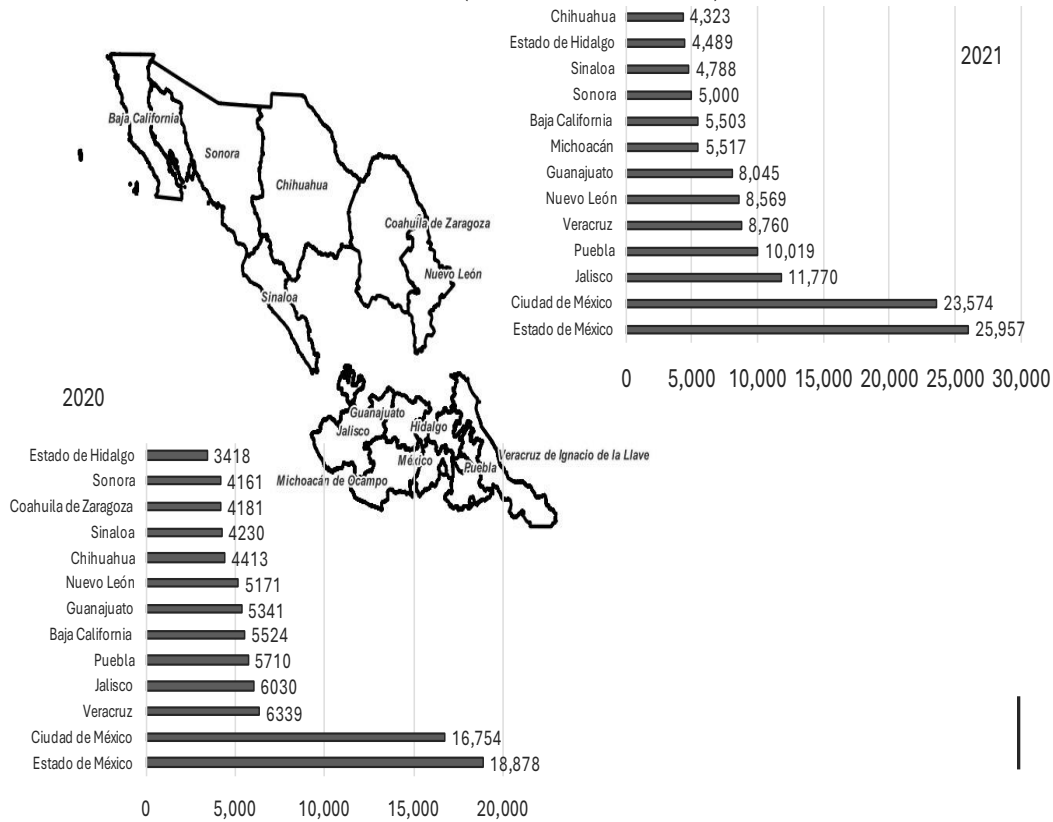 Chihuahua 4,323
Estado de Hidalgo 4,489
Sinaloa 4,788
Sonora 5,000
Baja California 5,503
Michoacán 5,517
Guanajuato 8,045
Nuevo León 8,569
Veracruz 8,760
Puebla 10,019
Jalisco 11,770
Ciudad de México 23,574
Estado de México 25,957
0 5,000 10,000 15,000 20,000 25,000 30,000
2021
Baja California
Sonora
Chihuahua
Coahuila de Zaragoza
Nuevo León
Sinaloa
Guanajuato
Jalisco
Hidalgo
México
Puebla
Veracruz de Ignacio de la Llave
Michoacán de Ocampo
2020
Estado de Hidalgo 3418
Sonora 4161
Coahuila de Zaragoza 4181
Sinaloa 4230
Chihuahua 4413
Nuevo León 5171
Guanajuato 5341
Baja California 5524
Puebla 5710
Jalisco 6030
Veracruz 6339
Ciudad de México 16,754
Estado de México 18,878
0 5,000 10,000 15,000 20,000